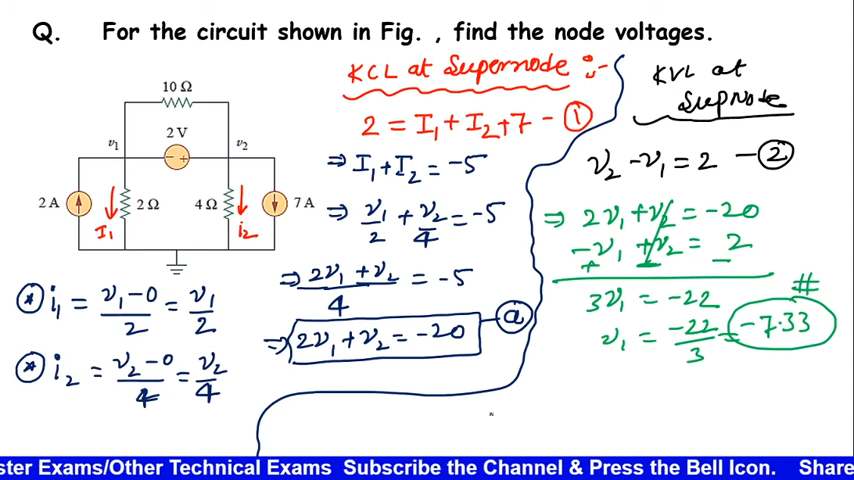 Q. For the circuit shown in Fig. , find the node voltages.
10 Ω
v₁
2 V
v₂
− +
2 A
2 Ω
4 Ω
7 A
I₁
i₂
KCL at Supernode :-
2 = I₁ + I₂ + 7 - ①
⇒ I₁ + I₂ = -5
⇒ v₁/2 + v₂/4 = -5
⇒ (2v₁ + v₂)/4 = -5
⇒ 2v₁ + v₂ = -20 - ⓐ
* i₁ = (v₁ - 0)/2 = v₁/2
* i₂ = (v₂ - 0)/4 = v₂/4
KVL at
SupNode
v₂ - v₁ = 2 - ②
⇒ 2v₁ + v₂ = -20
-v₁ + v₂ = 2
+ - -
3v₁ = -22
v₁ = -22/3 = -7.33
#
ster Exams/Other Technical Exams Subscribe the Channel & Press the Bell Icon. Share